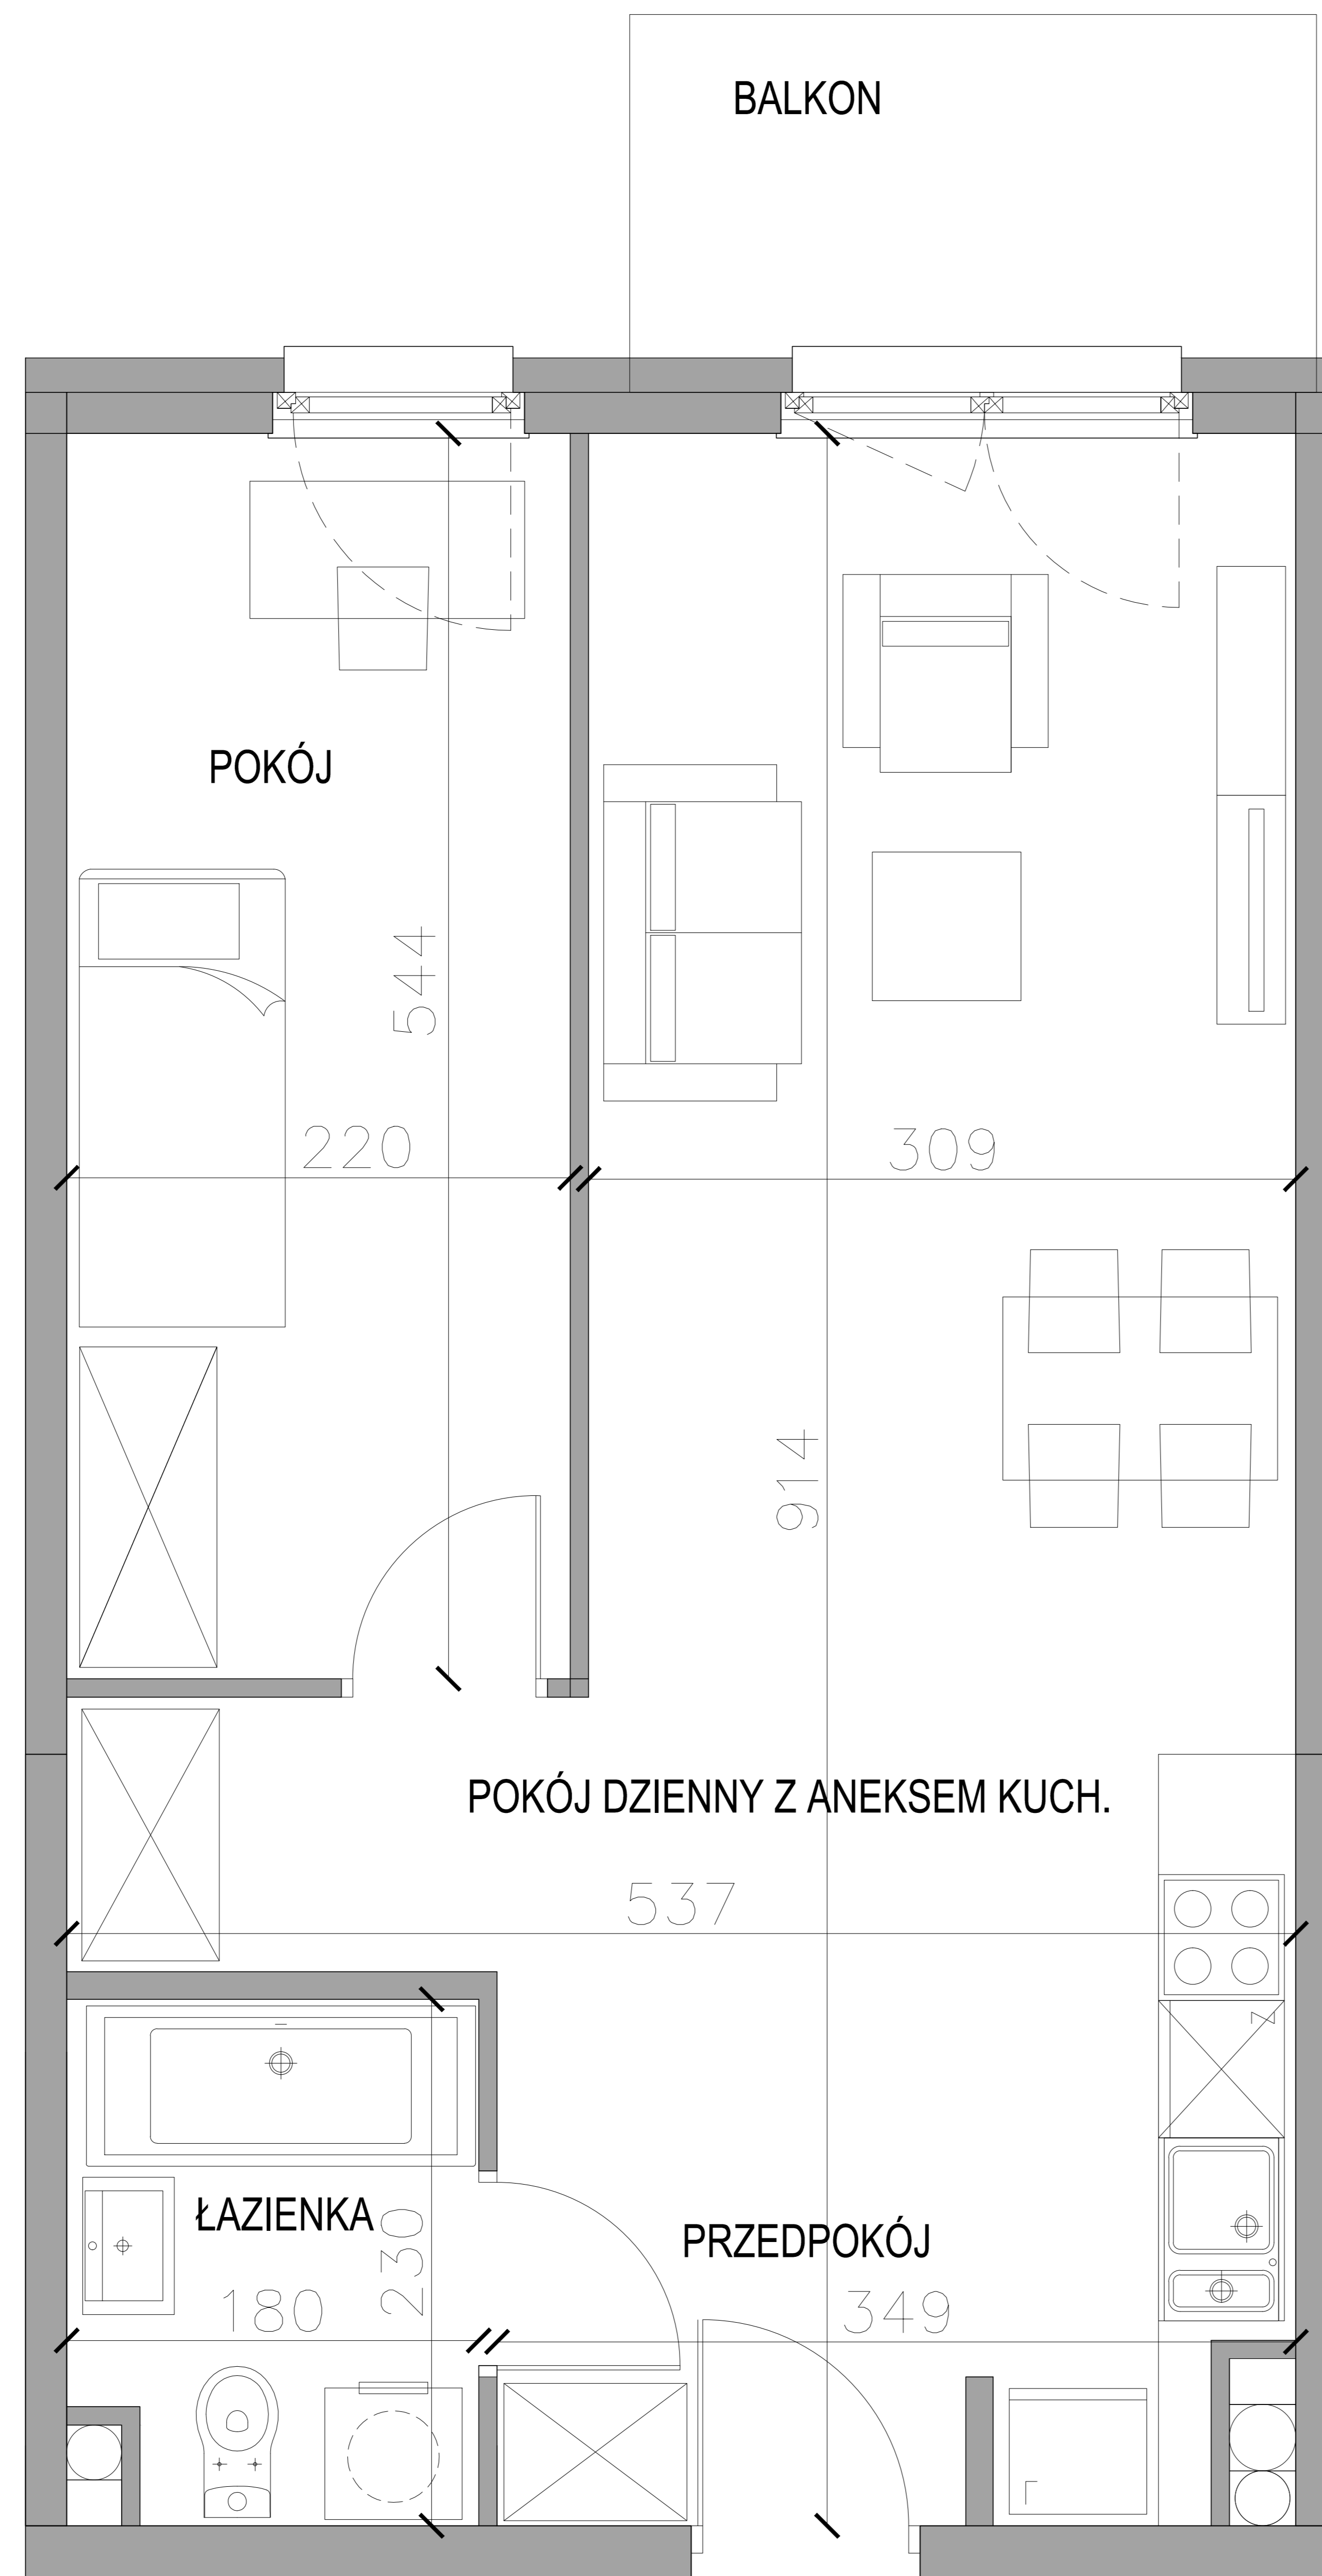 BALKON
POKÓJ
544
220
309
914
POKÓJ DZIENNY Z ANEKSEM KUCH.
537
Z
ŁAZIENKA
230
PRZEDPOKÓJ
180
349